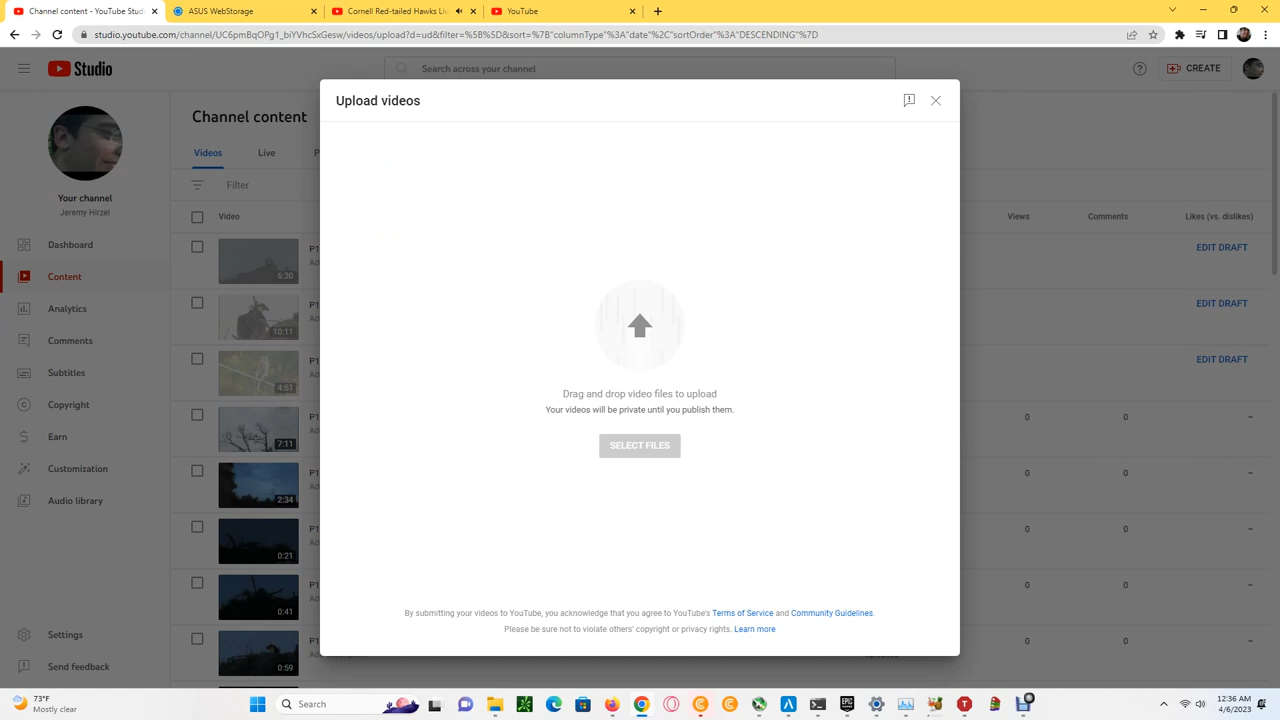 Channel content - YouTube Studio
ASUS WebStorage
Cornell Red-tailed Hawks Live
YouTube
studio.youtube.com/channel/UC6pmBqOPg1_biYVhcSxGesw/videos/upload?d=ud&filter=%5B%5D&sort=%7B"columnType"%3A"date"%2C"sortOrder"%3A"DESCENDING"%7D
Studio
Search across your channel
CREATE
Upload videos
Channel content
Videos
Live
Filter
Your channel
Jeremy Hirzel
Video
Views
Comments
Likes (vs. dislikes)
Dashboard
Content
Analytics
Comments
Subtitles
Copyright
Earn
Customization
Audio library
Settings
Send feedback
6:30
EDIT DRAFT
10:11
EDIT DRAFT
4:51
EDIT DRAFT
7:11
0 0 –
2:34
0 0 –
0:21
0 0 –
0:41
0 0 –
0:59
0 0 –
Drag and drop video files to upload
Your videos will be private until you publish them.
SELECT FILES
By submitting your videos to YouTube, you acknowledge that you agree to YouTube's Terms of Service and Community Guidelines.
Please be sure not to violate others' copyright or privacy rights. Learn more
73°F
Mostly clear
Search
12:36 AM
4/6/2023